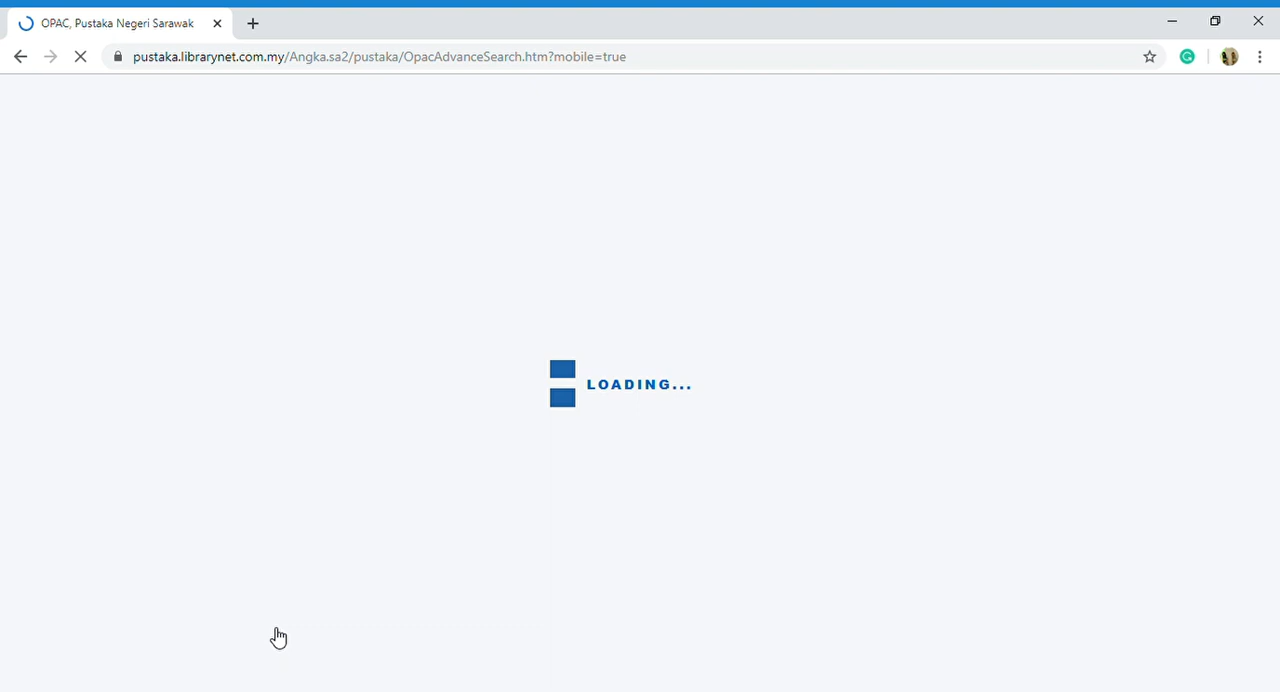 OPAC, Pustaka Negeri Sarawak
pustaka.librarynet.com.my/Angka.sa2/pustaka/OpacAdvanceSearch.htm?mobile=true
LOADING...